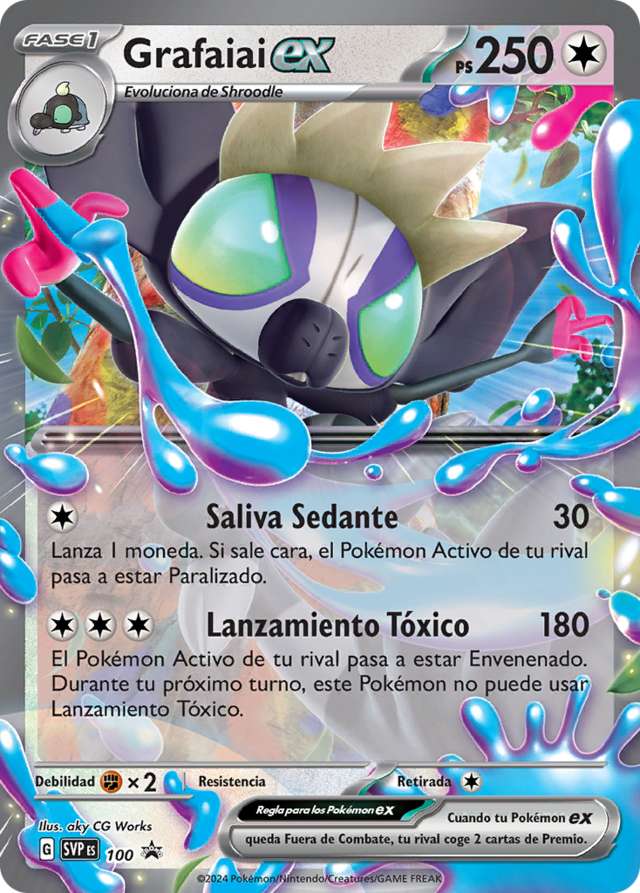 FASE 1
Grafaiai ex
PS 250
Evoluciona de Shroodle
Saliva Sedante 30
Lanza 1 moneda. Si sale cara, el Pokémon Activo de tu rival
pasa a estar Paralizado.
Lanzamiento Tóxico 180
El Pokémon Activo de tu rival pasa a estar Envenenado.
Durante tu próximo turno, este Pokémon no puede usar
Lanzamiento Tóxico.
Debilidad ×2 Resistencia Retirada
Ilus. aky CG Works
G SVP ES 100
Regla para los Pokémon ex
Cuando tu Pokémon ex
queda Fuera de Combate, tu rival coge 2 cartas de Premio.
©2024 Pokémon/Nintendo/Creatures/GAME FREAK